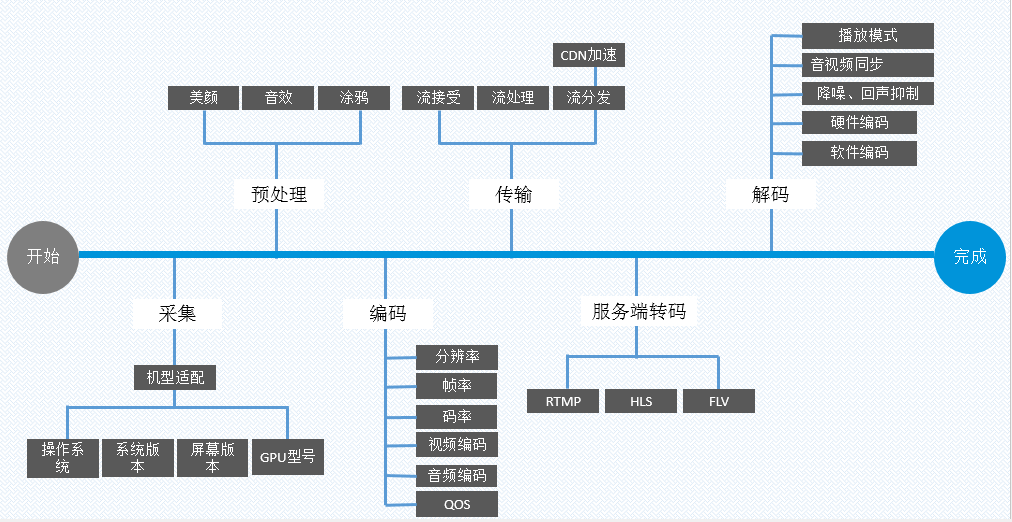 播放模式
CDN加速
音视频同步
美颜
音效
涂鸦
流接受
流处理
流分发
降噪、回声抑制
硬件编码
软件编码
预处理
传输
解码
开始
完成
采集
编码
服务端转码
分辨率
机型适配
帧率
RTMP
HLS
FLV
码率
操作系
统
系统版
本
屏幕版
本
GPU型号
视频编码
音频编码
QOS